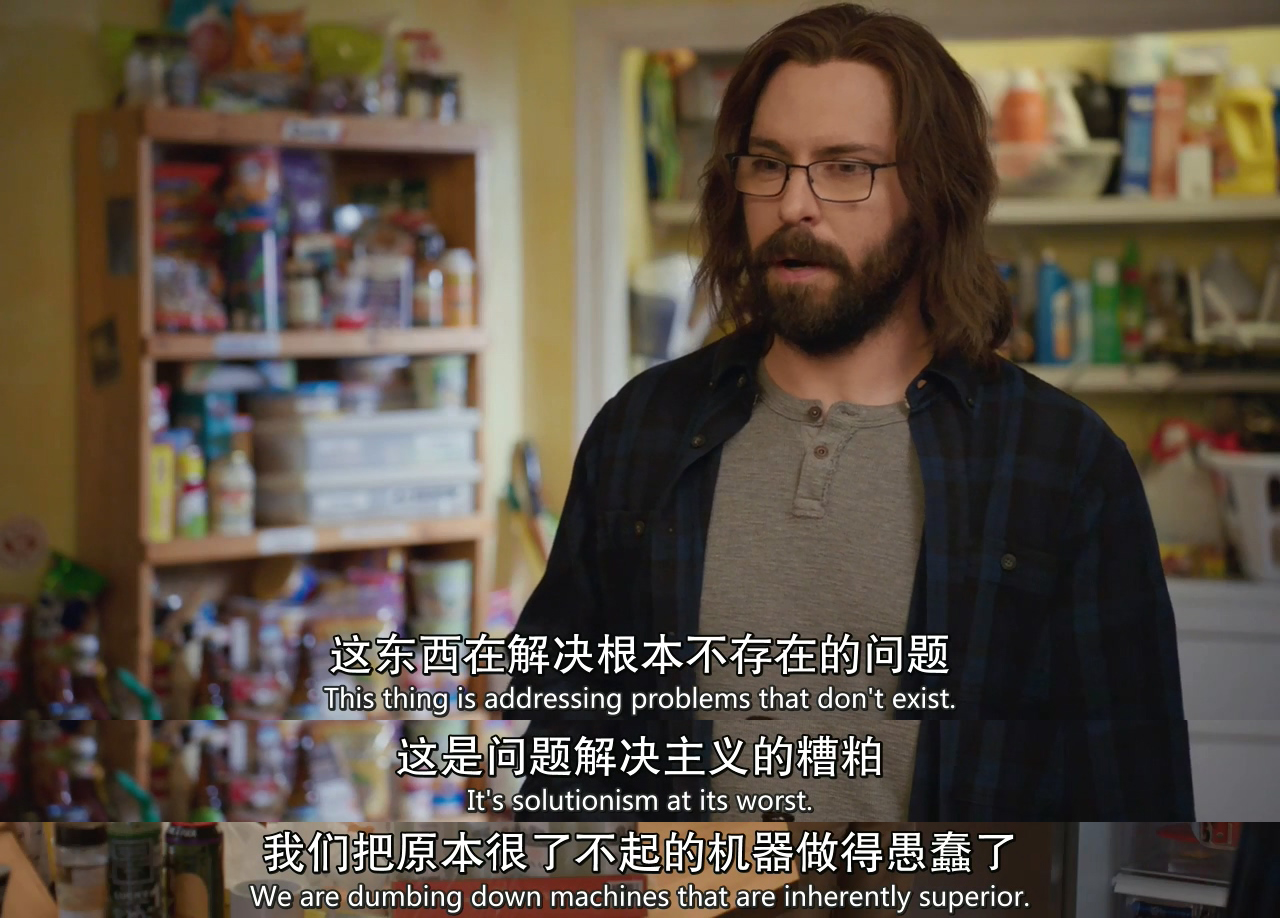 这东西在解决根本不存在的问题
This thing is addressing problems that don't exist.
这是问题解决主义的糟粕
It's solutionism at its worst.
我们把原本很了不起的机器做得愚蠢了
We are dumbing down machines that are inherently superior.